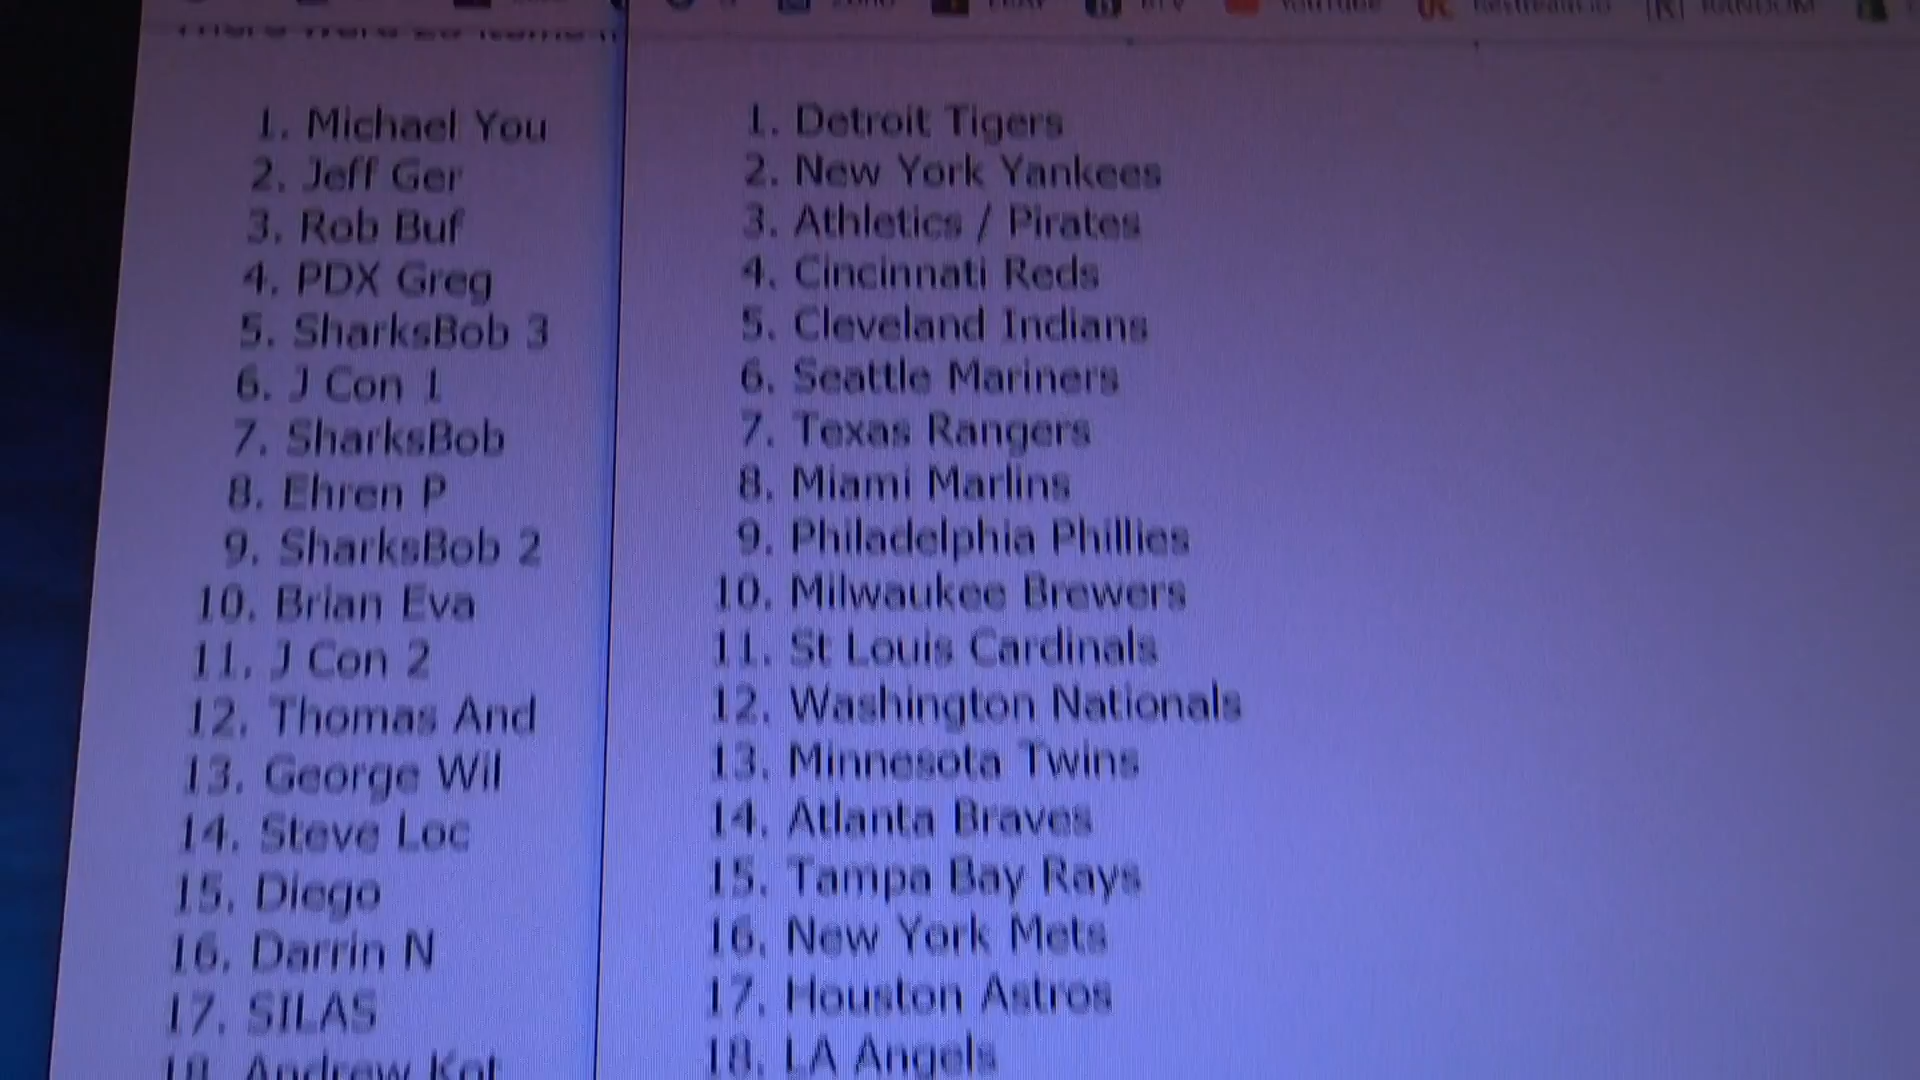 YouTube
RANDOM
1. Michael You
2. Jeff Ger
3. Rob Buf
4. PDX Greg
5. SharksBob 3
6. J Con 1
7. SharksBob
8. Ehren P
9. SharksBob 2
10. Brian Eva
11. J Con 2
12. Thomas And
13. George Wil
14. Steve Loc
15. Diego
16. Darrin N
17. SILAS
18. Andrew Kot
1. Detroit Tigers
2. New York Yankees
3. Athletics / Pirates
4. Cincinnati Reds
5. Cleveland Indians
6. Seattle Mariners
7. Texas Rangers
8. Miami Marlins
9. Philadelphia Phillies
10. Milwaukee Brewers
11. St Louis Cardinals
12. Washington Nationals
13. Minnesota Twins
14. Atlanta Braves
15. Tampa Bay Rays
16. New York Mets
17. Houston Astros
18. LA Angels